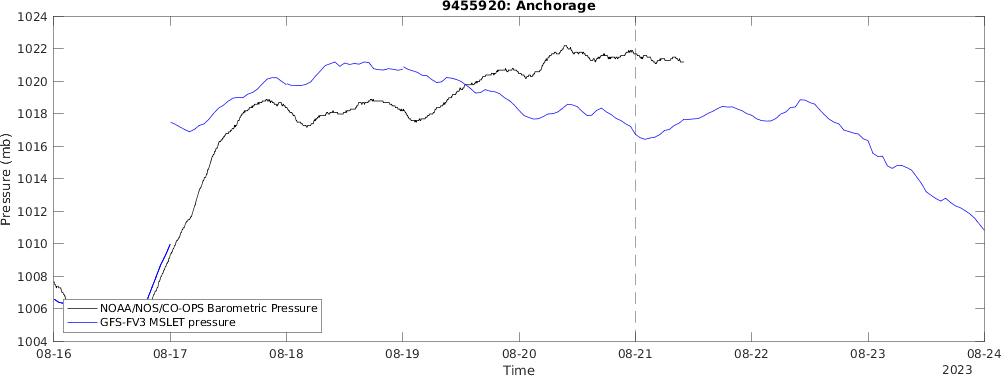 9455920: Anchorage
1024
1022
1020
1018
1016
1014
1012
1010
1008
1006
1004
Pressure (mb)
NOAA/NOS/CO-OPS Barometric Pressure
GFS-FV3 MSLET pressure
08-16 08-17 08-18 08-19 08-20 08-21 08-22 08-23 08-24
Time
2023